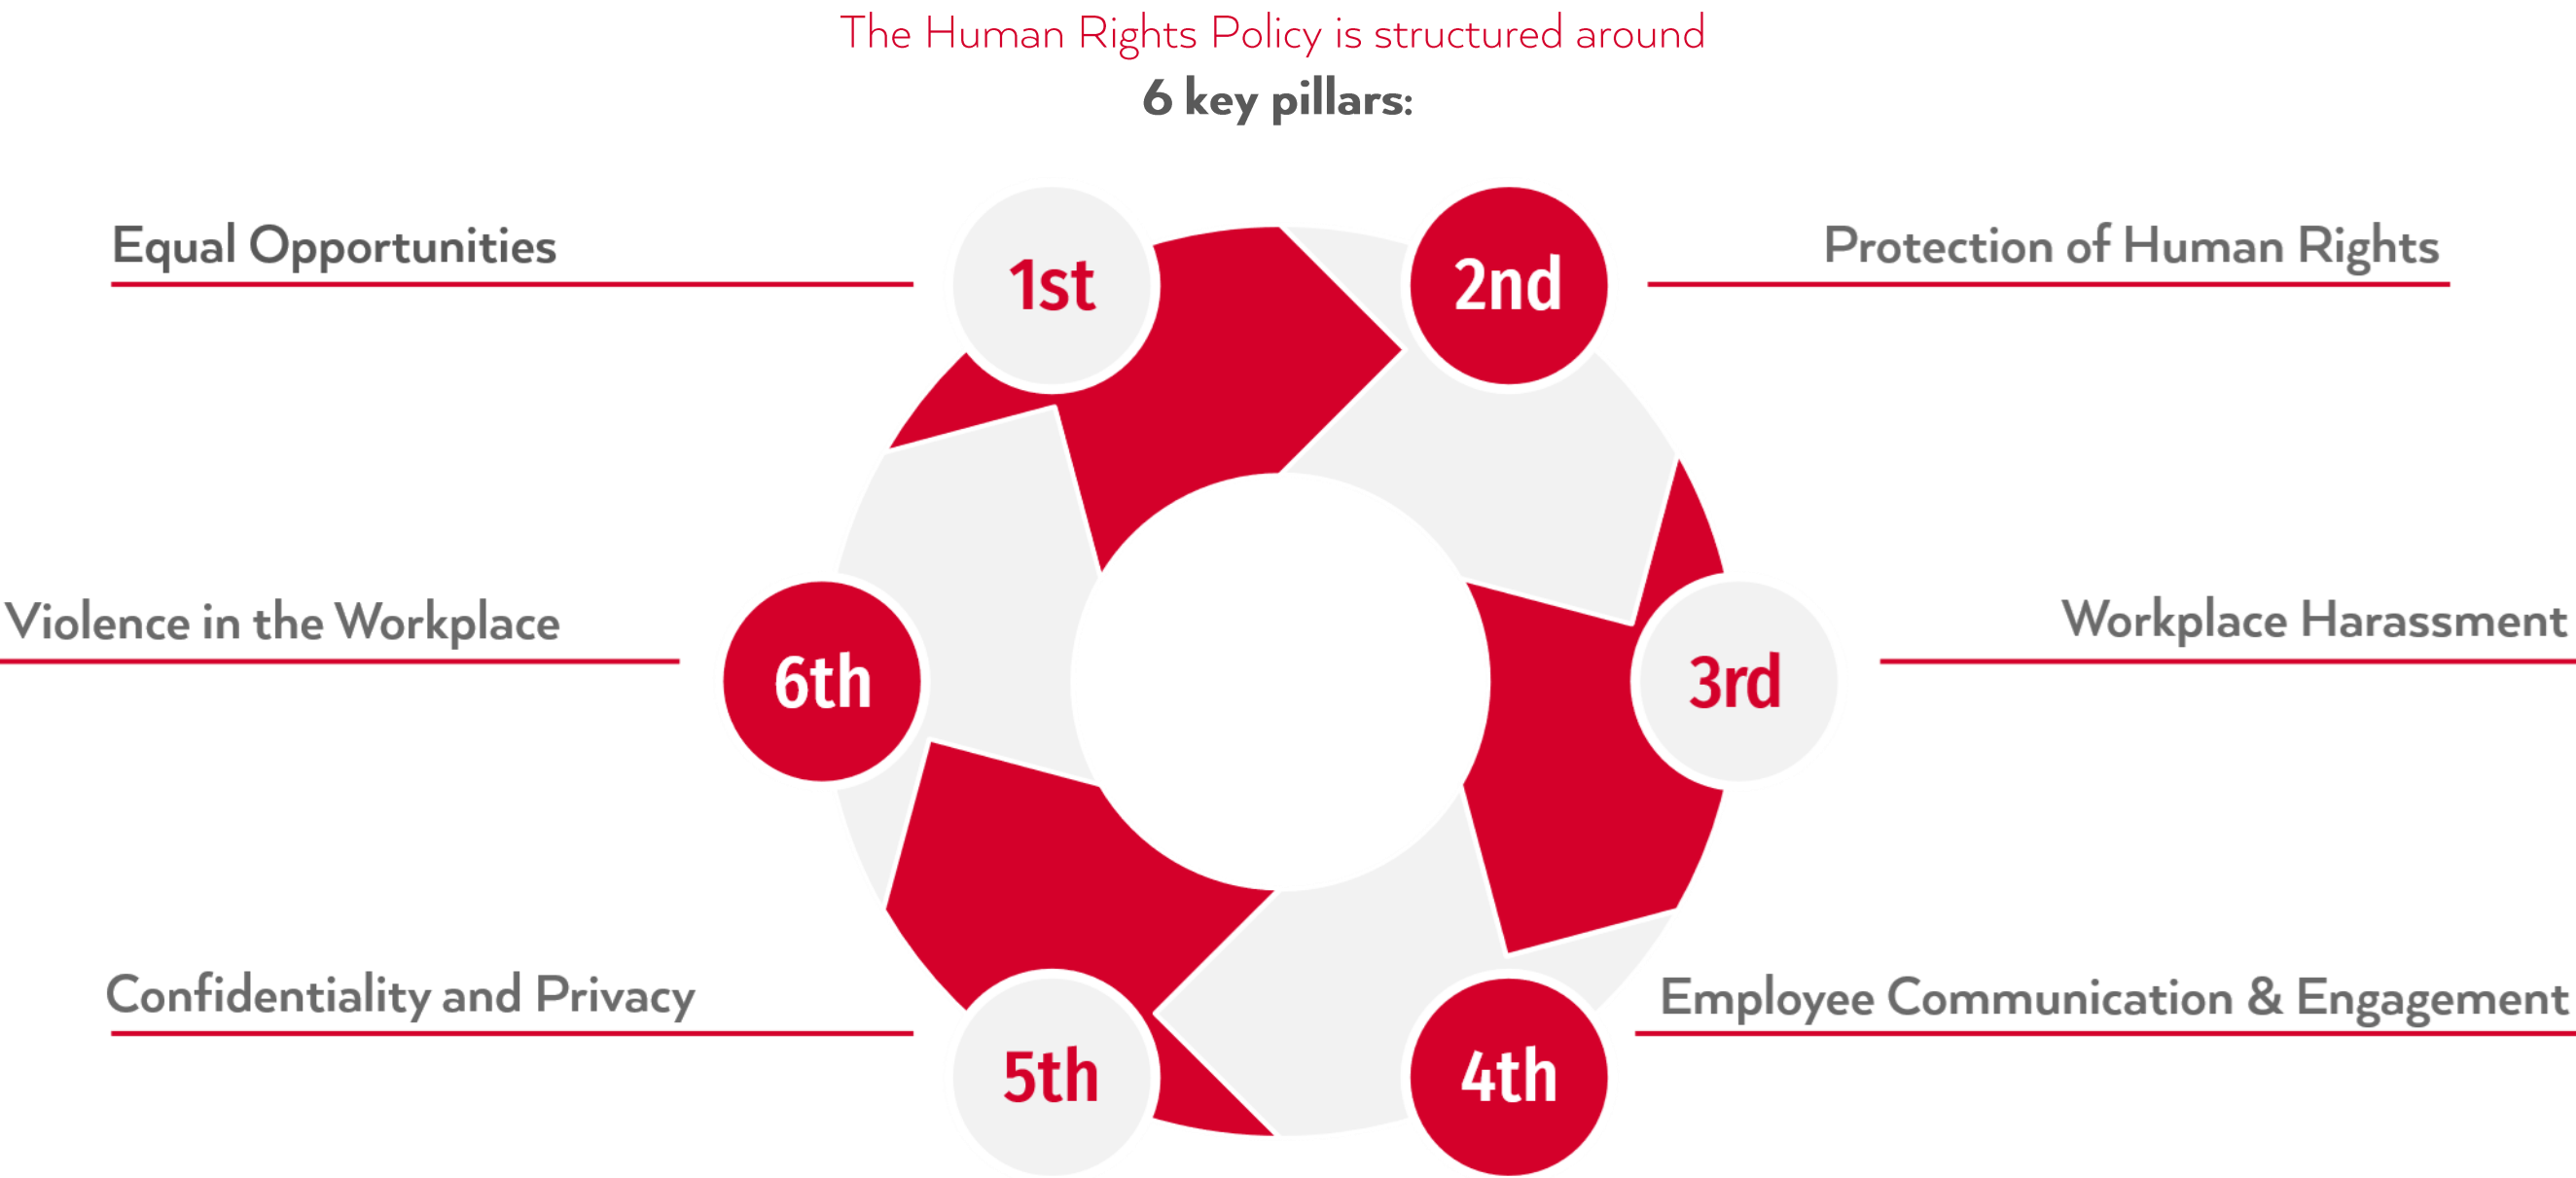 The Human Rights Policy is structured around
6 key pillars:
Equal Opportunities
1st
2nd
Protection of Human Rights
Violence in the Workplace
6th
3rd
Workplace Harassment
Confidentiality and Privacy
5th
4th
Employee Communication & Engagement